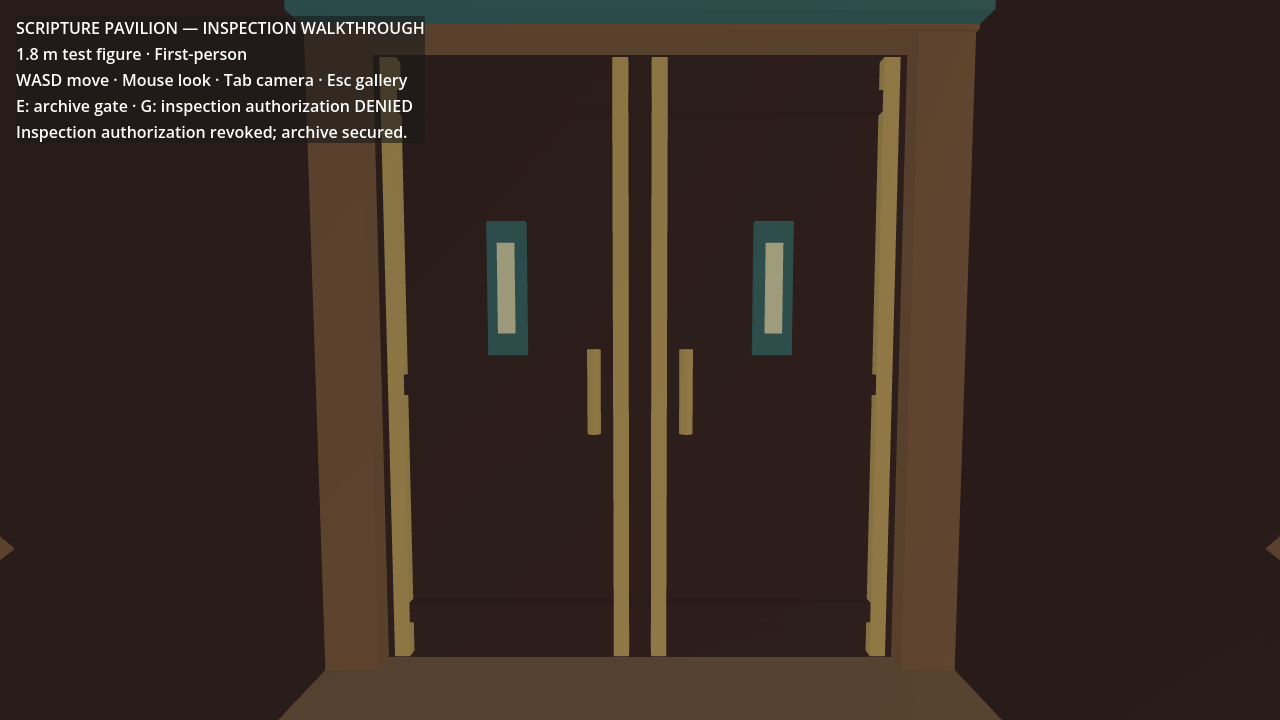 SCRIPTURE PAVILION — INSPECTION WALKTHROUGH
1.8 m test figure · First-person
WASD move · Mouse look · Tab camera · Esc gallery
E: archive gate · G: inspection authorization DENIED
Inspection authorization revoked; archive secured.